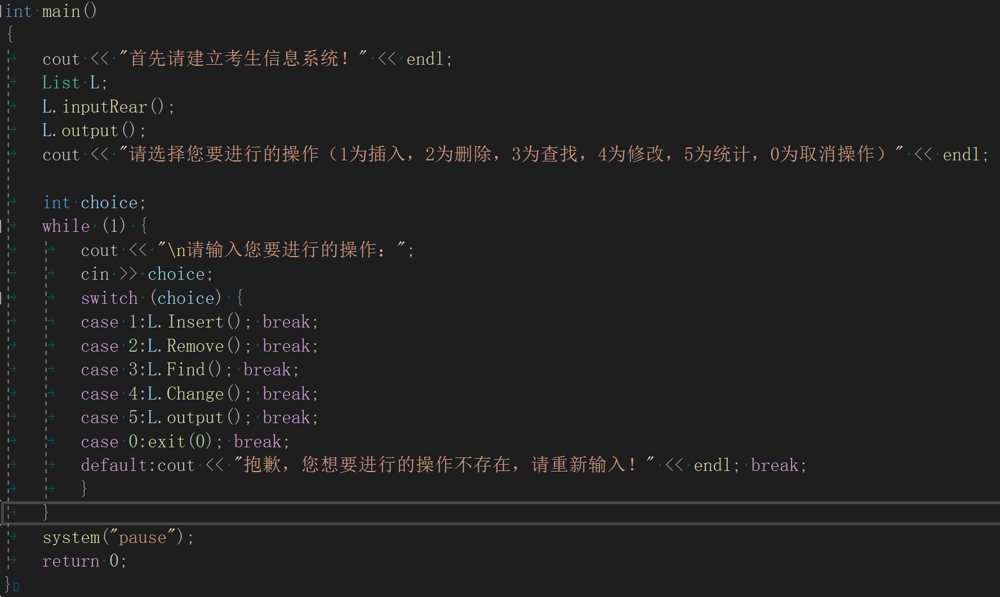 int main()
{
cout << "首先请建立考生信息系统！" << endl;
List L;
L.inputRear();
L.output();
cout << "请选择您要进行的操作（1为插入，2为删除，3为查找，4为修改，5为统计，0为取消操作）" << endl;
int choice;
while (1) {
cout << "\n请输入您要进行的操作：";
cin >> choice;
switch (choice) {
case 1:L.Insert(); break;
case 2:L.Remove(); break;
case 3:L.Find(); break;
case 4:L.Change(); break;
case 5:L.output(); break;
case 0:exit(0); break;
default:cout << "抱歉，您想要进行的操作不存在，请重新输入！" << endl; break;
}
}
system("pause");
return 0;
}